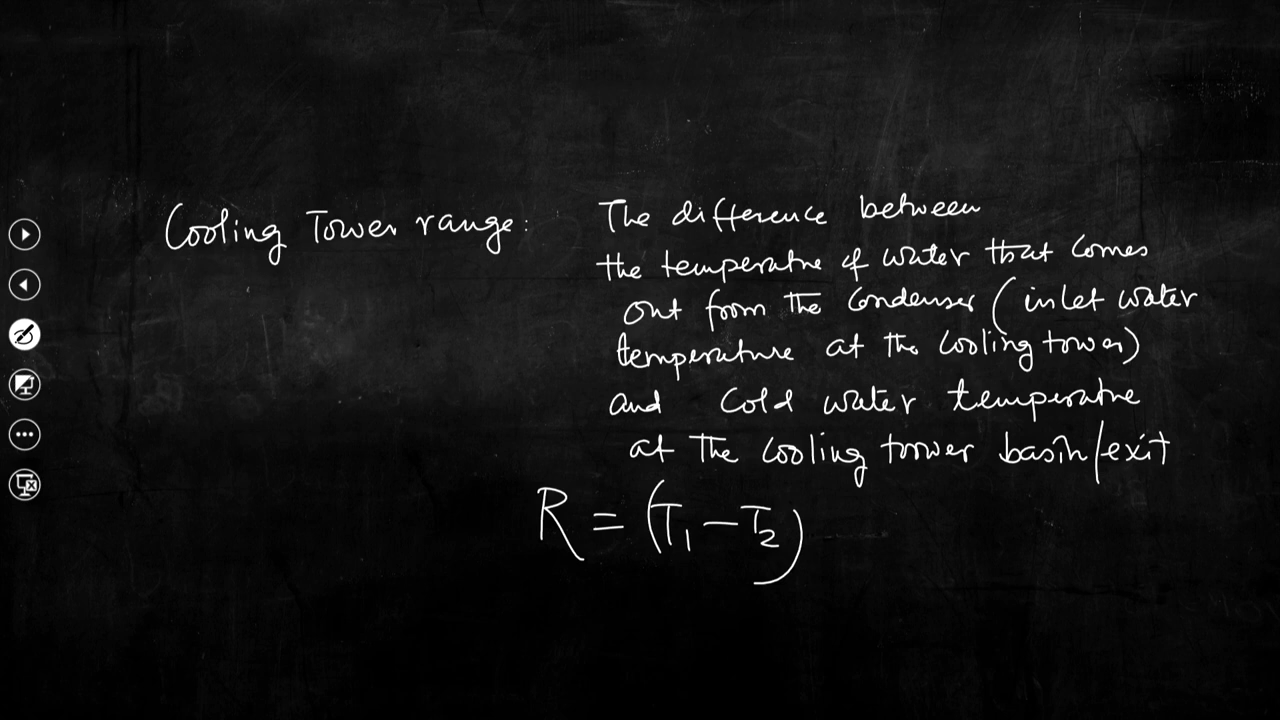 Cooling Tower range: The difference between
the temperature of water that comes
out from the condenser (inlet water
temperature at the cooling tower)
and cold water temperature
at the cooling tower basin/exit
R = (T₁ – T₂)